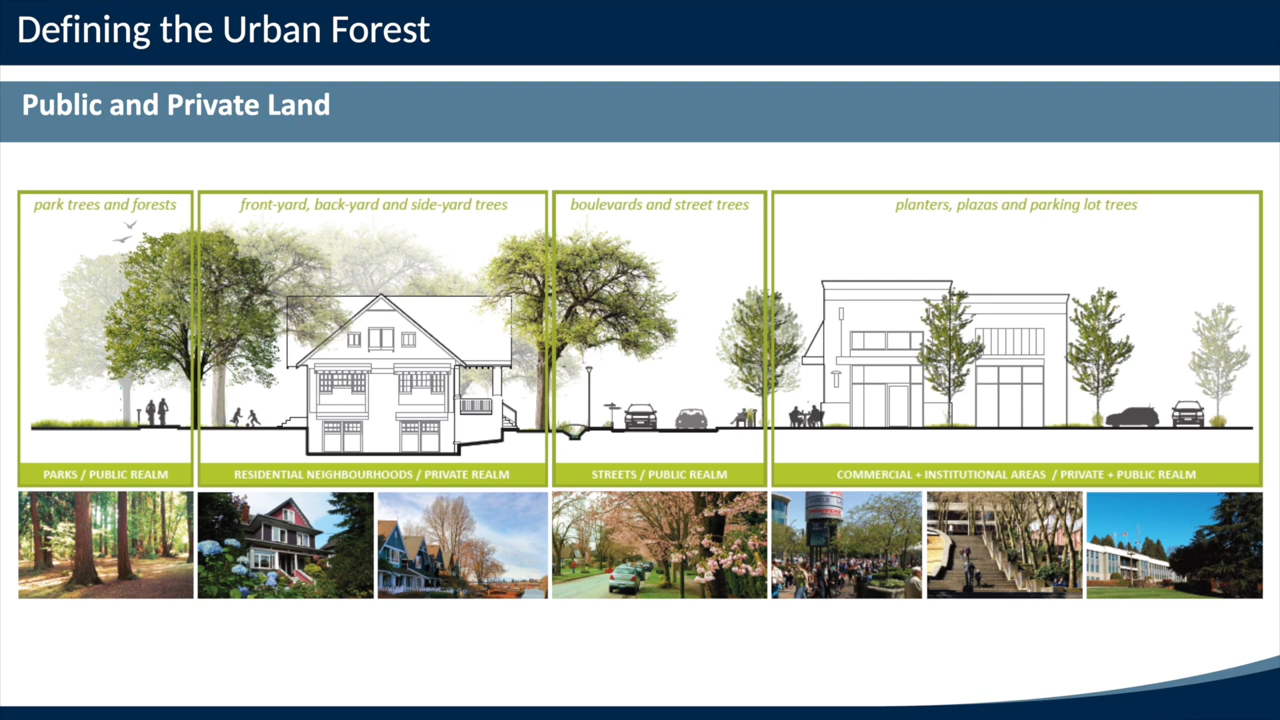 Defining the Urban Forest
Public and Private Land
park trees and forests
front-yard, back-yard and side-yard trees
boulevards and street trees
planters, plazas and parking lot trees
PARKS / PUBLIC REALM
RESIDENTIAL NEIGHBOURHOODS / PRIVATE REALM
STREETS / PUBLIC REALM
COMMERCIAL + INSTITUTIONAL AREAS / PRIVATE + PUBLIC REALM